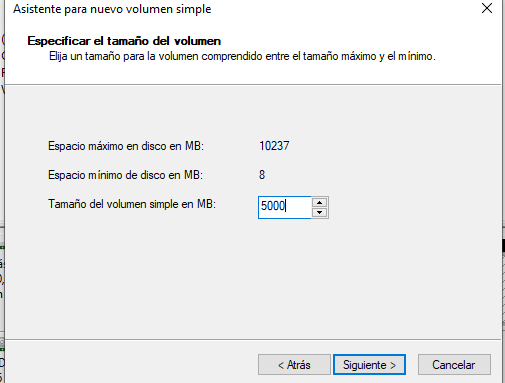 Asistente para nuevo volumen simple
Especificar el tamaño del volumen
Elija un tamaño para la volumen comprendido entre el tamaño máximo y el mínimo.
Espacio máximo en disco en MB: 10237
Espacio mínimo de disco en MB: 8
Tamaño del volumen simple en MB: 5000
< Atrás Siguiente > Cancelar